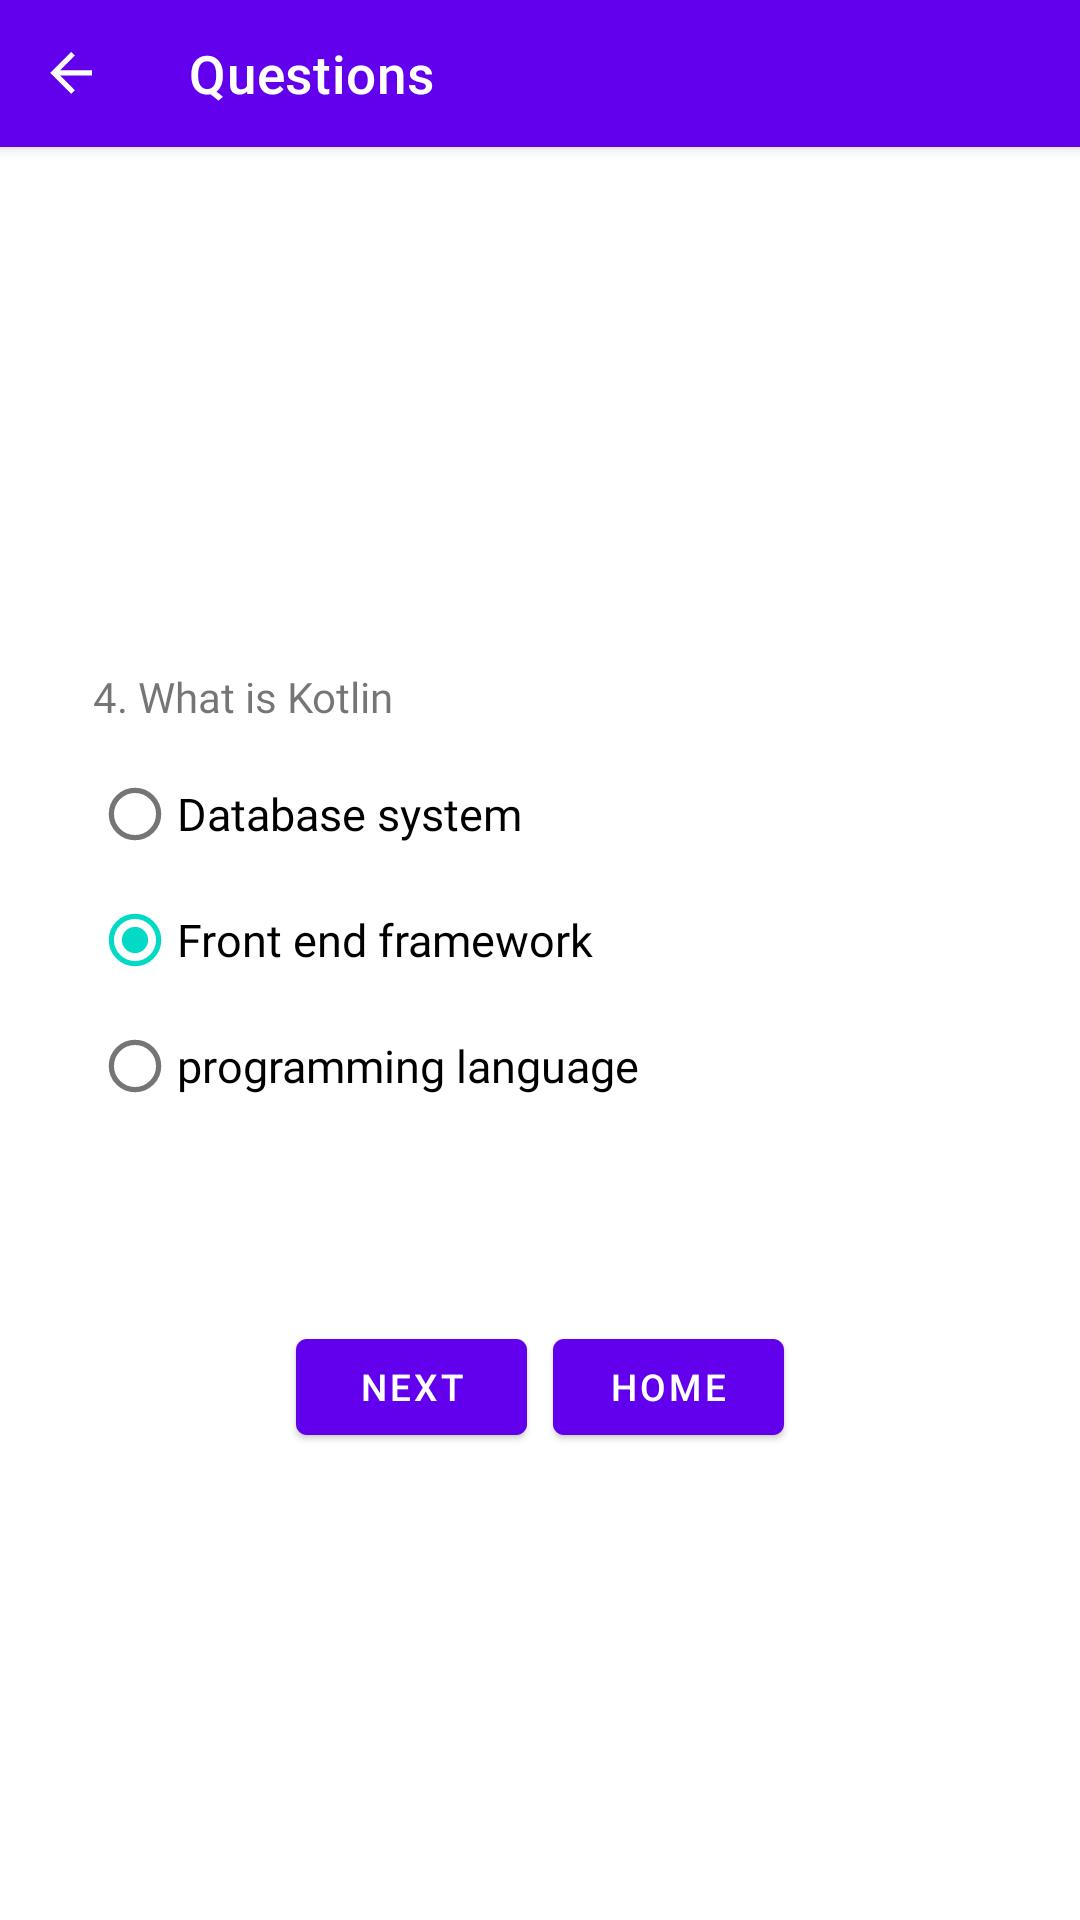 Questions
4. What is Kotlin
Database system
Front end framework
programming language
NEXT
HOME